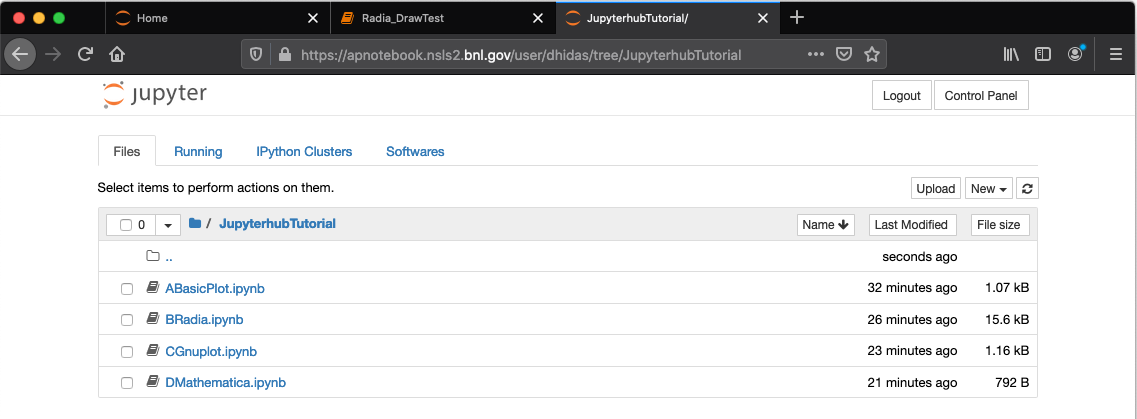 Home
Radia_DrawTest
JupyterhubTutorial/
https://apnotebook.nsls2.bnl.gov/user/dhidas/tree/JupyterhubTutorial
jupyter
Logout
Control Panel
Files
Running
IPython Clusters
Softwares
Select items to perform actions on them.
Upload
New
0
/ JupyterhubTutorial
Name
Last Modified
File size
.. seconds ago
ABasicPlot.ipynb 32 minutes ago 1.07 kB
BRadia.ipynb 26 minutes ago 15.6 kB
CGnuplot.ipynb 23 minutes ago 1.16 kB
DMathematica.ipynb 21 minutes ago 792 B